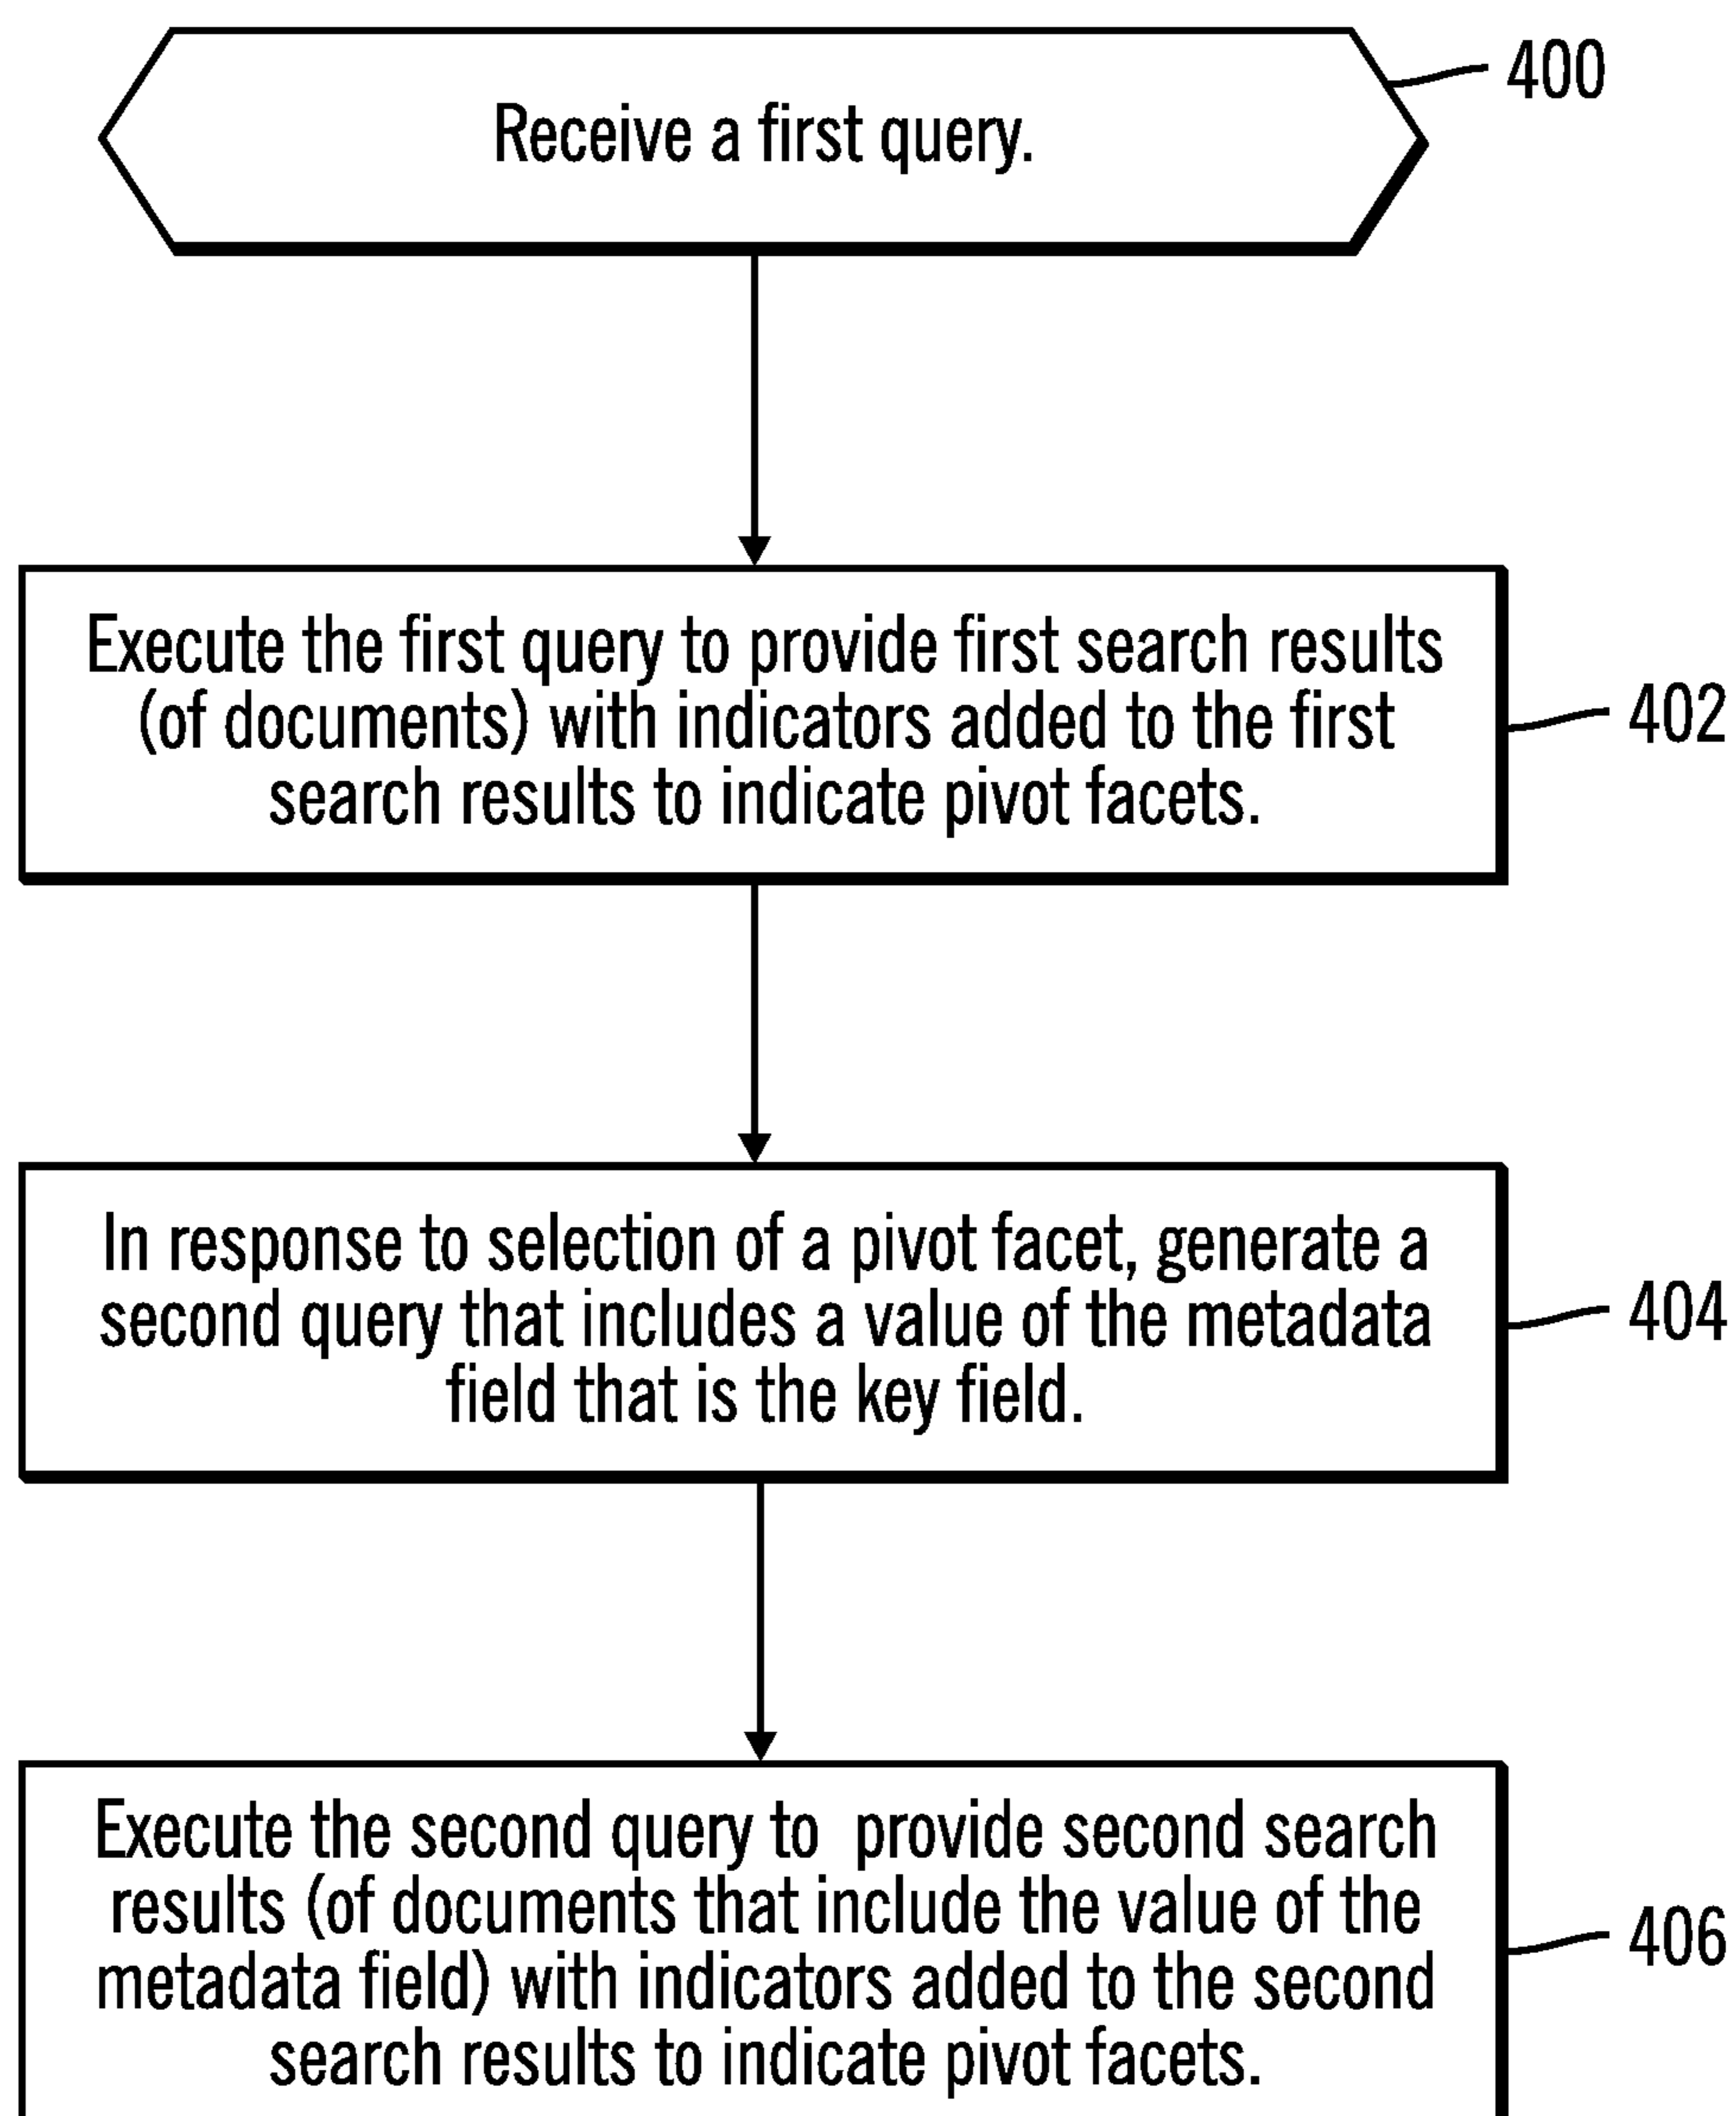 Receive a first query.
400
Execute the first query to provide first search results
(of documents) with indicators added to the first
search results to indicate pivot facets.
402
In response to selection of a pivot facet, generate a
second query that includes a value of the metadata
field that is the key field.
404
Execute the second query to provide second search
results (of documents that include the value of the
metadata field) with indicators added to the second
search results to indicate pivot facets.
406